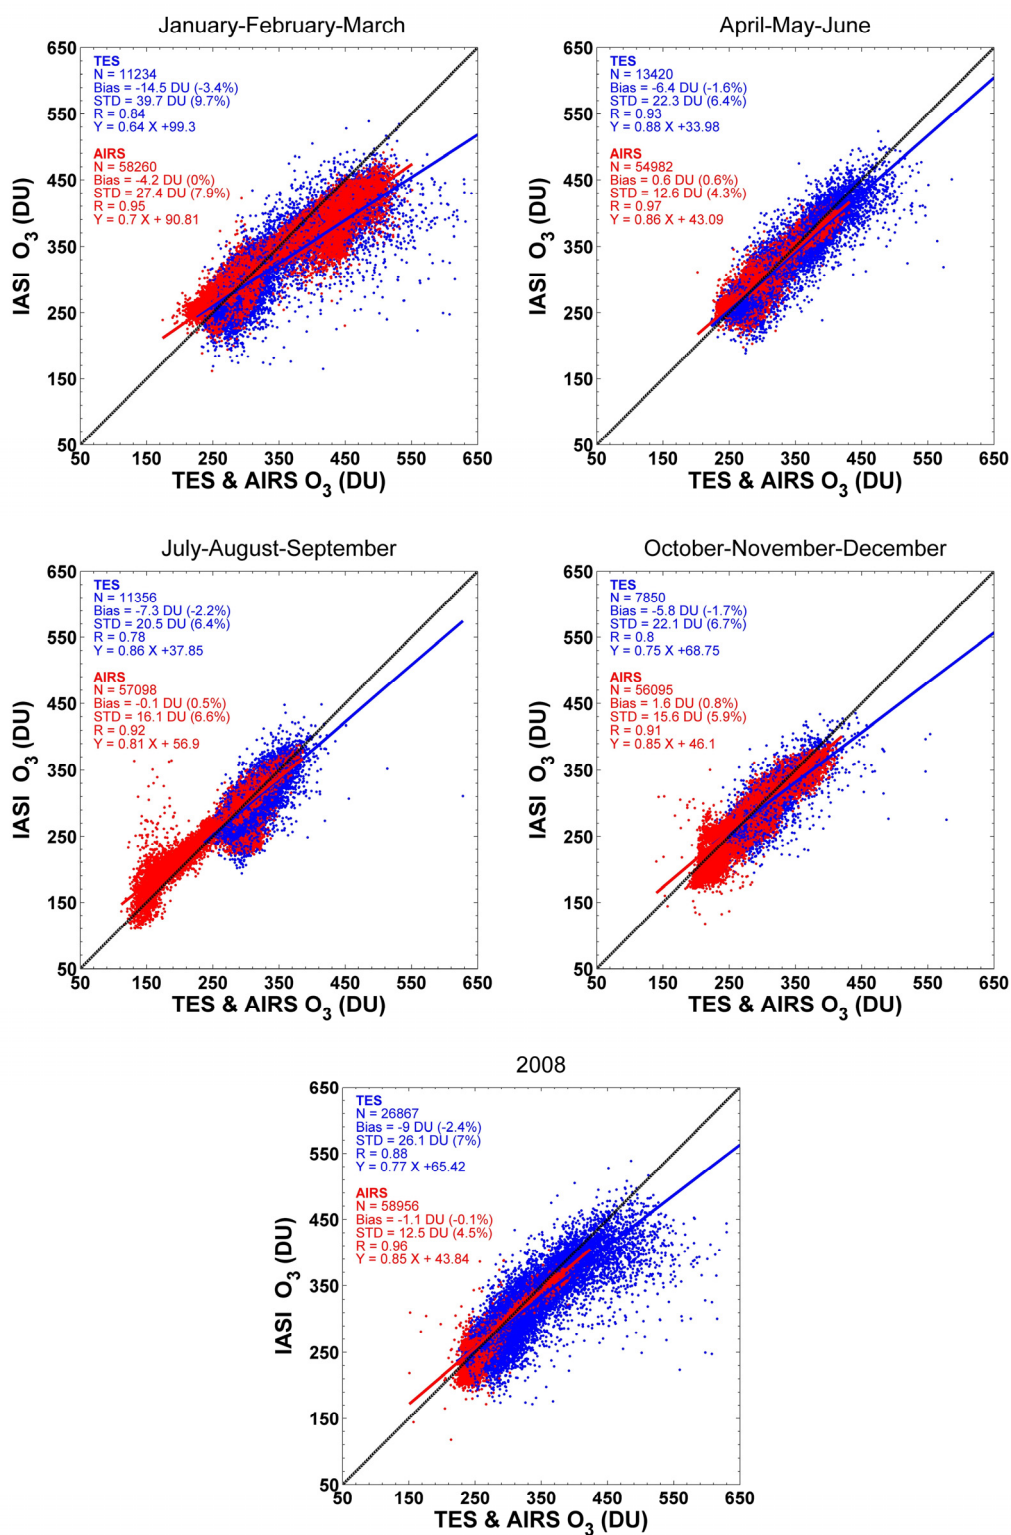 January-February-March
650
550
450
350
250
150
50
IASI O3 (DU)
TES
N = 11234
Bias = -14.5 DU (-3.4%)
STD = 39.7 DU (9.7%)
R = 0.84
Y = 0.64 X +99.3
AIRS
N = 58260
Bias = -4.2 DU (0%)
STD = 27.4 DU (7.9%)
R = 0.95
Y = 0.7 X + 90.81
50 150 250 350 450 550 650
TES & AIRS O3 (DU)
April-May-June
650
550
450
350
250
150
50
IASI O3 (DU)
TES
N = 13420
Bias = -6.4 DU (-1.6%)
STD = 22.3 DU (6.4%)
R = 0.93
Y = 0.88 X +33.98
AIRS
N = 54982
Bias = 0.6 DU (0.6%)
STD = 12.6 DU (4.3%)
R = 0.97
Y = 0.86 X + 43.09
50 150 250 350 450 550 650
TES & AIRS O3 (DU)
July-August-September
650
550
450
350
250
150
50
IASI O3 (DU)
TES
N = 11356
Bias = -7.3 DU (-2.2%)
STD = 20.5 DU (6.4%)
R = 0.78
Y = 0.86 X +37.85
AIRS
N = 57098
Bias = -0.1 DU (0.5%)
STD = 16.1 DU (6.6%)
R = 0.92
Y = 0.81 X + 56.9
50 150 250 350 450 550 650
TES & AIRS O3 (DU)
October-November-December
650
550
450
350
250
150
50
IASI O3 (DU)
TES
N = 7850
Bias = -5.8 DU (-1.7%)
STD = 22.1 DU (6.7%)
R = 0.8
Y = 0.75 X +68.75
AIRS
N = 56095
Bias = 1.6 DU (0.8%)
STD = 15.6 DU (5.9%)
R = 0.91
Y = 0.85 X + 46.1
50 150 250 350 450 550 650
TES & AIRS O3 (DU)
2008
650
550
450
350
250
150
50
IASI O3 (DU)
TES
N = 26867
Bias = -9 DU (-2.4%)
STD = 26.1 DU (7%)
R = 0.88
Y = 0.77 X +65.42
AIRS
N = 58956
Bias = -1.1 DU (-0.1%)
STD = 12.5 DU (4.5%)
R = 0.96
Y = 0.85 X + 43.84
50 150 250 350 450 550 650
TES & AIRS O3 (DU)